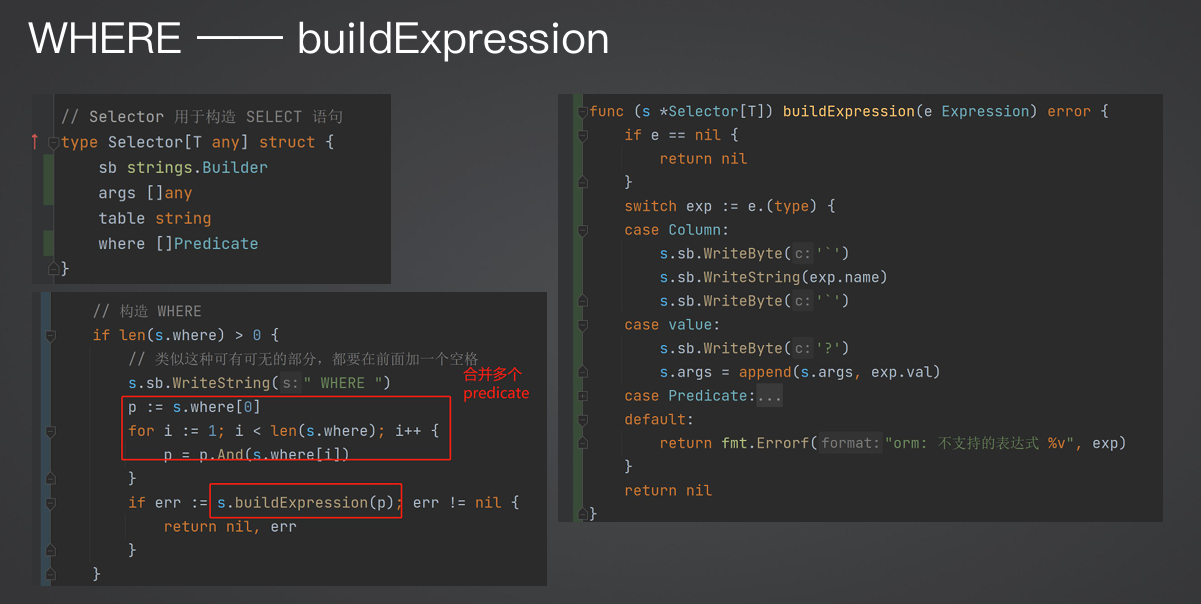 WHERE —— buildExpression
// Selector 用于构造 SELECT 语句
type Selector[T any] struct {
sb strings.Builder
args []any
table string
where []Predicate
}
// 构造 WHERE
if len(s.where) > 0 {
// 类似这种可有可无的部分，都要在前面加一个空格
s.sb.WriteString( s: " WHERE ")
p := s.where[0]
for i := 1; i < len(s.where); i++ {
p = p.And(s.where[i])
}
if err := s.buildExpression(p); err != nil {
return nil, err
}
}
合并多个
predicate
func (s *Selector[T]) buildExpression(e Expression) error {
if e == nil {
return nil
}
switch exp := e.(type) {
case Column:
s.sb.WriteByte( c: '`')
s.sb.WriteString(exp.name)
s.sb.WriteByte( c: '`')
case value:
s.sb.WriteByte( c: '?')
s.args = append(s.args, exp.val)
case Predicate:...
default:
return fmt.Errorf( format: "orm: 不支持的表达式 %v", exp)
}
return nil
}